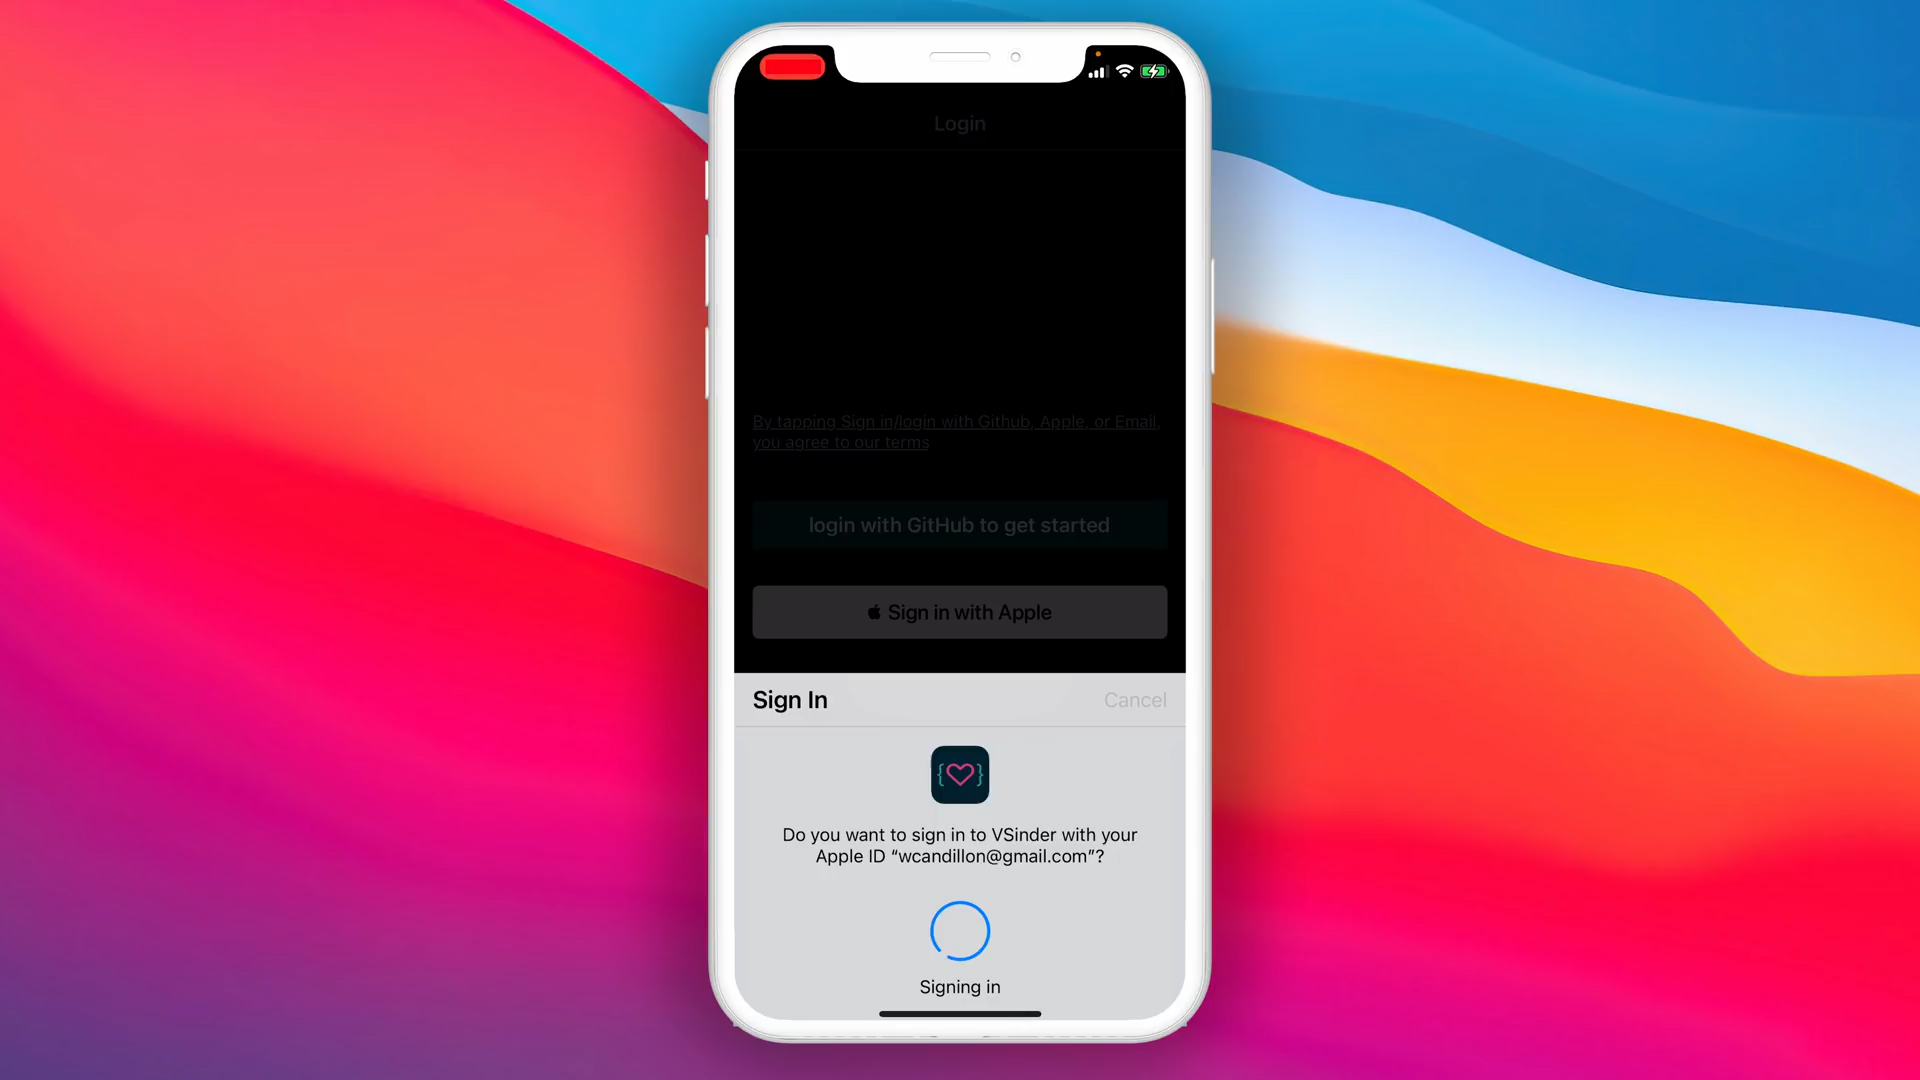 Login
By tapping Sign in/login with Github, Apple, or Email,
you agree to our terms
login with GitHub to get started
Sign in with Apple
Sign In
Cancel
{ }
Do you want to sign in to VSinder with your
Apple ID “wcandillon@gmail.com”?
Signing in